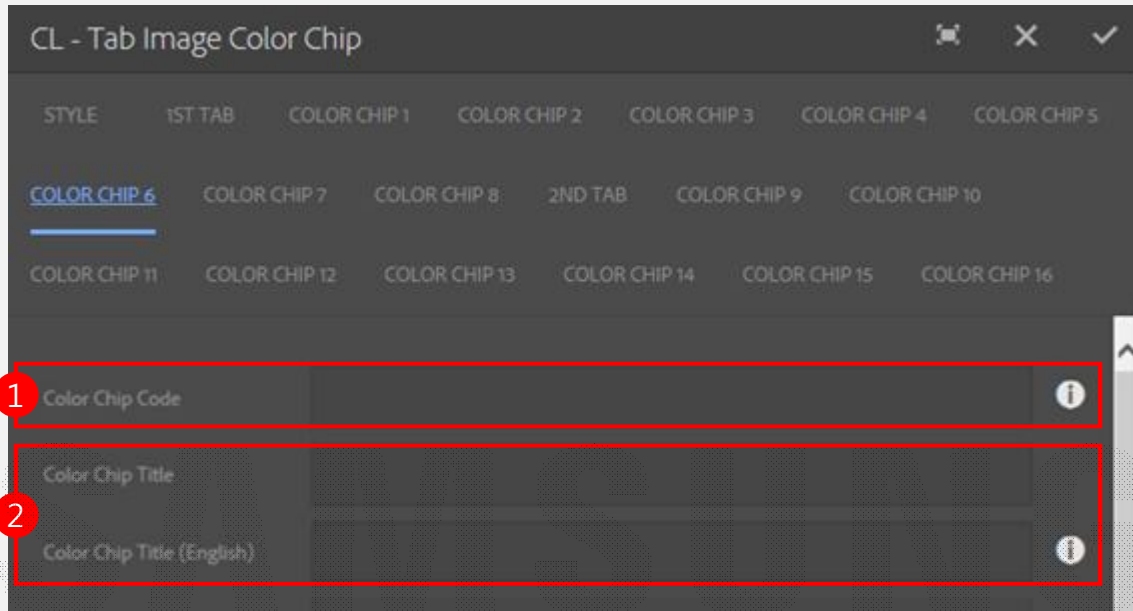 CL - Tab Image Color Chip
STYLE 1ST TAB COLOR CHIP 1 COLOR CHIP 2 COLOR CHIP 3 COLOR CHIP 4 COLOR CHIP 5
COLOR CHIP 6 COLOR CHIP 7 COLOR CHIP 8 2ND TAB COLOR CHIP 9 COLOR CHIP 10
COLOR CHIP 11 COLOR CHIP 12 COLOR CHIP 13 COLOR CHIP 14 COLOR CHIP 15 COLOR CHIP 16
1 Color Chip Code
Color Chip Title
2
Color Chip Title (English)
SAMSUNG